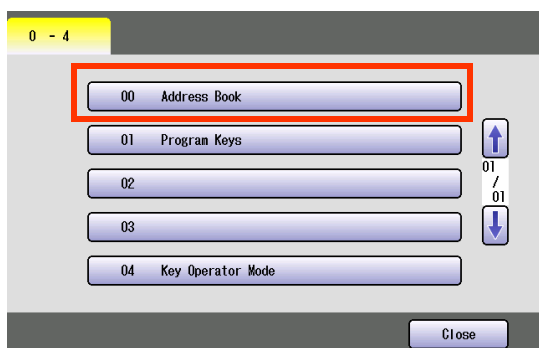 0 - 4
00 Address Book
01 Program Keys
02
03
04 Key Operator Mode
01
/
01
Close